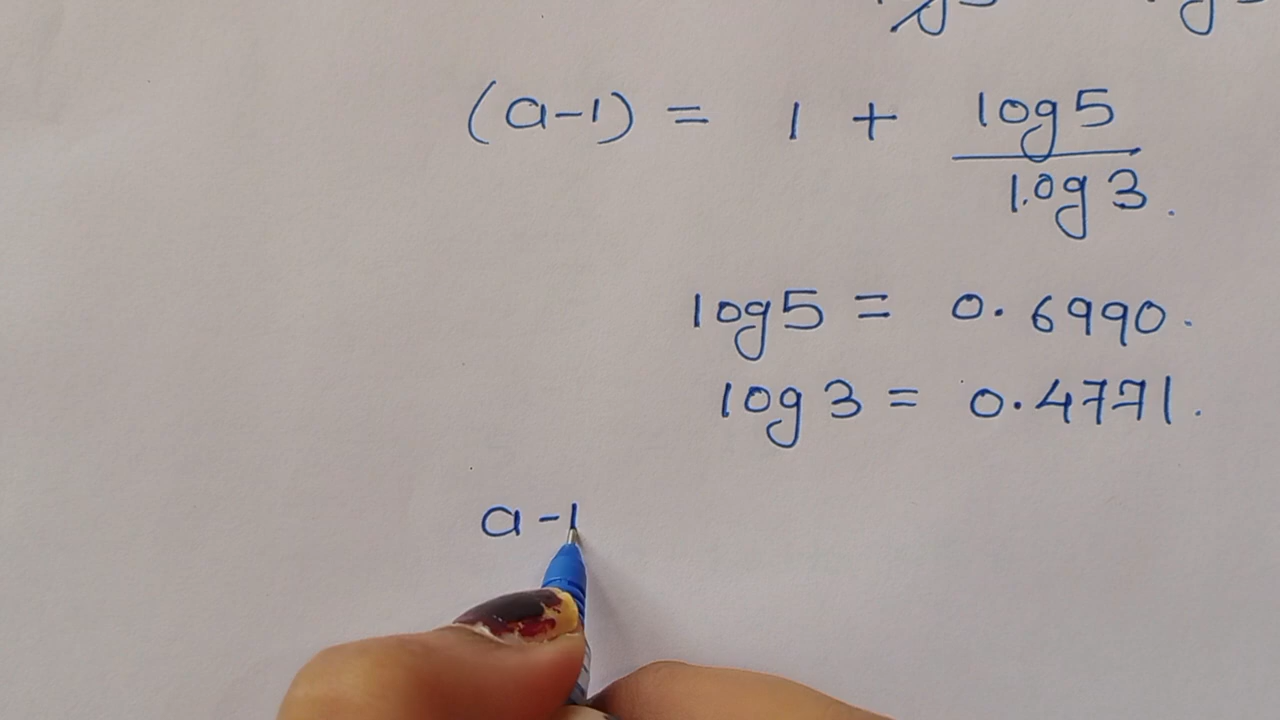 (a-1) = 1 + log5
log3.
log5 = 0.6990.
log3 = 0.4771.
a-1